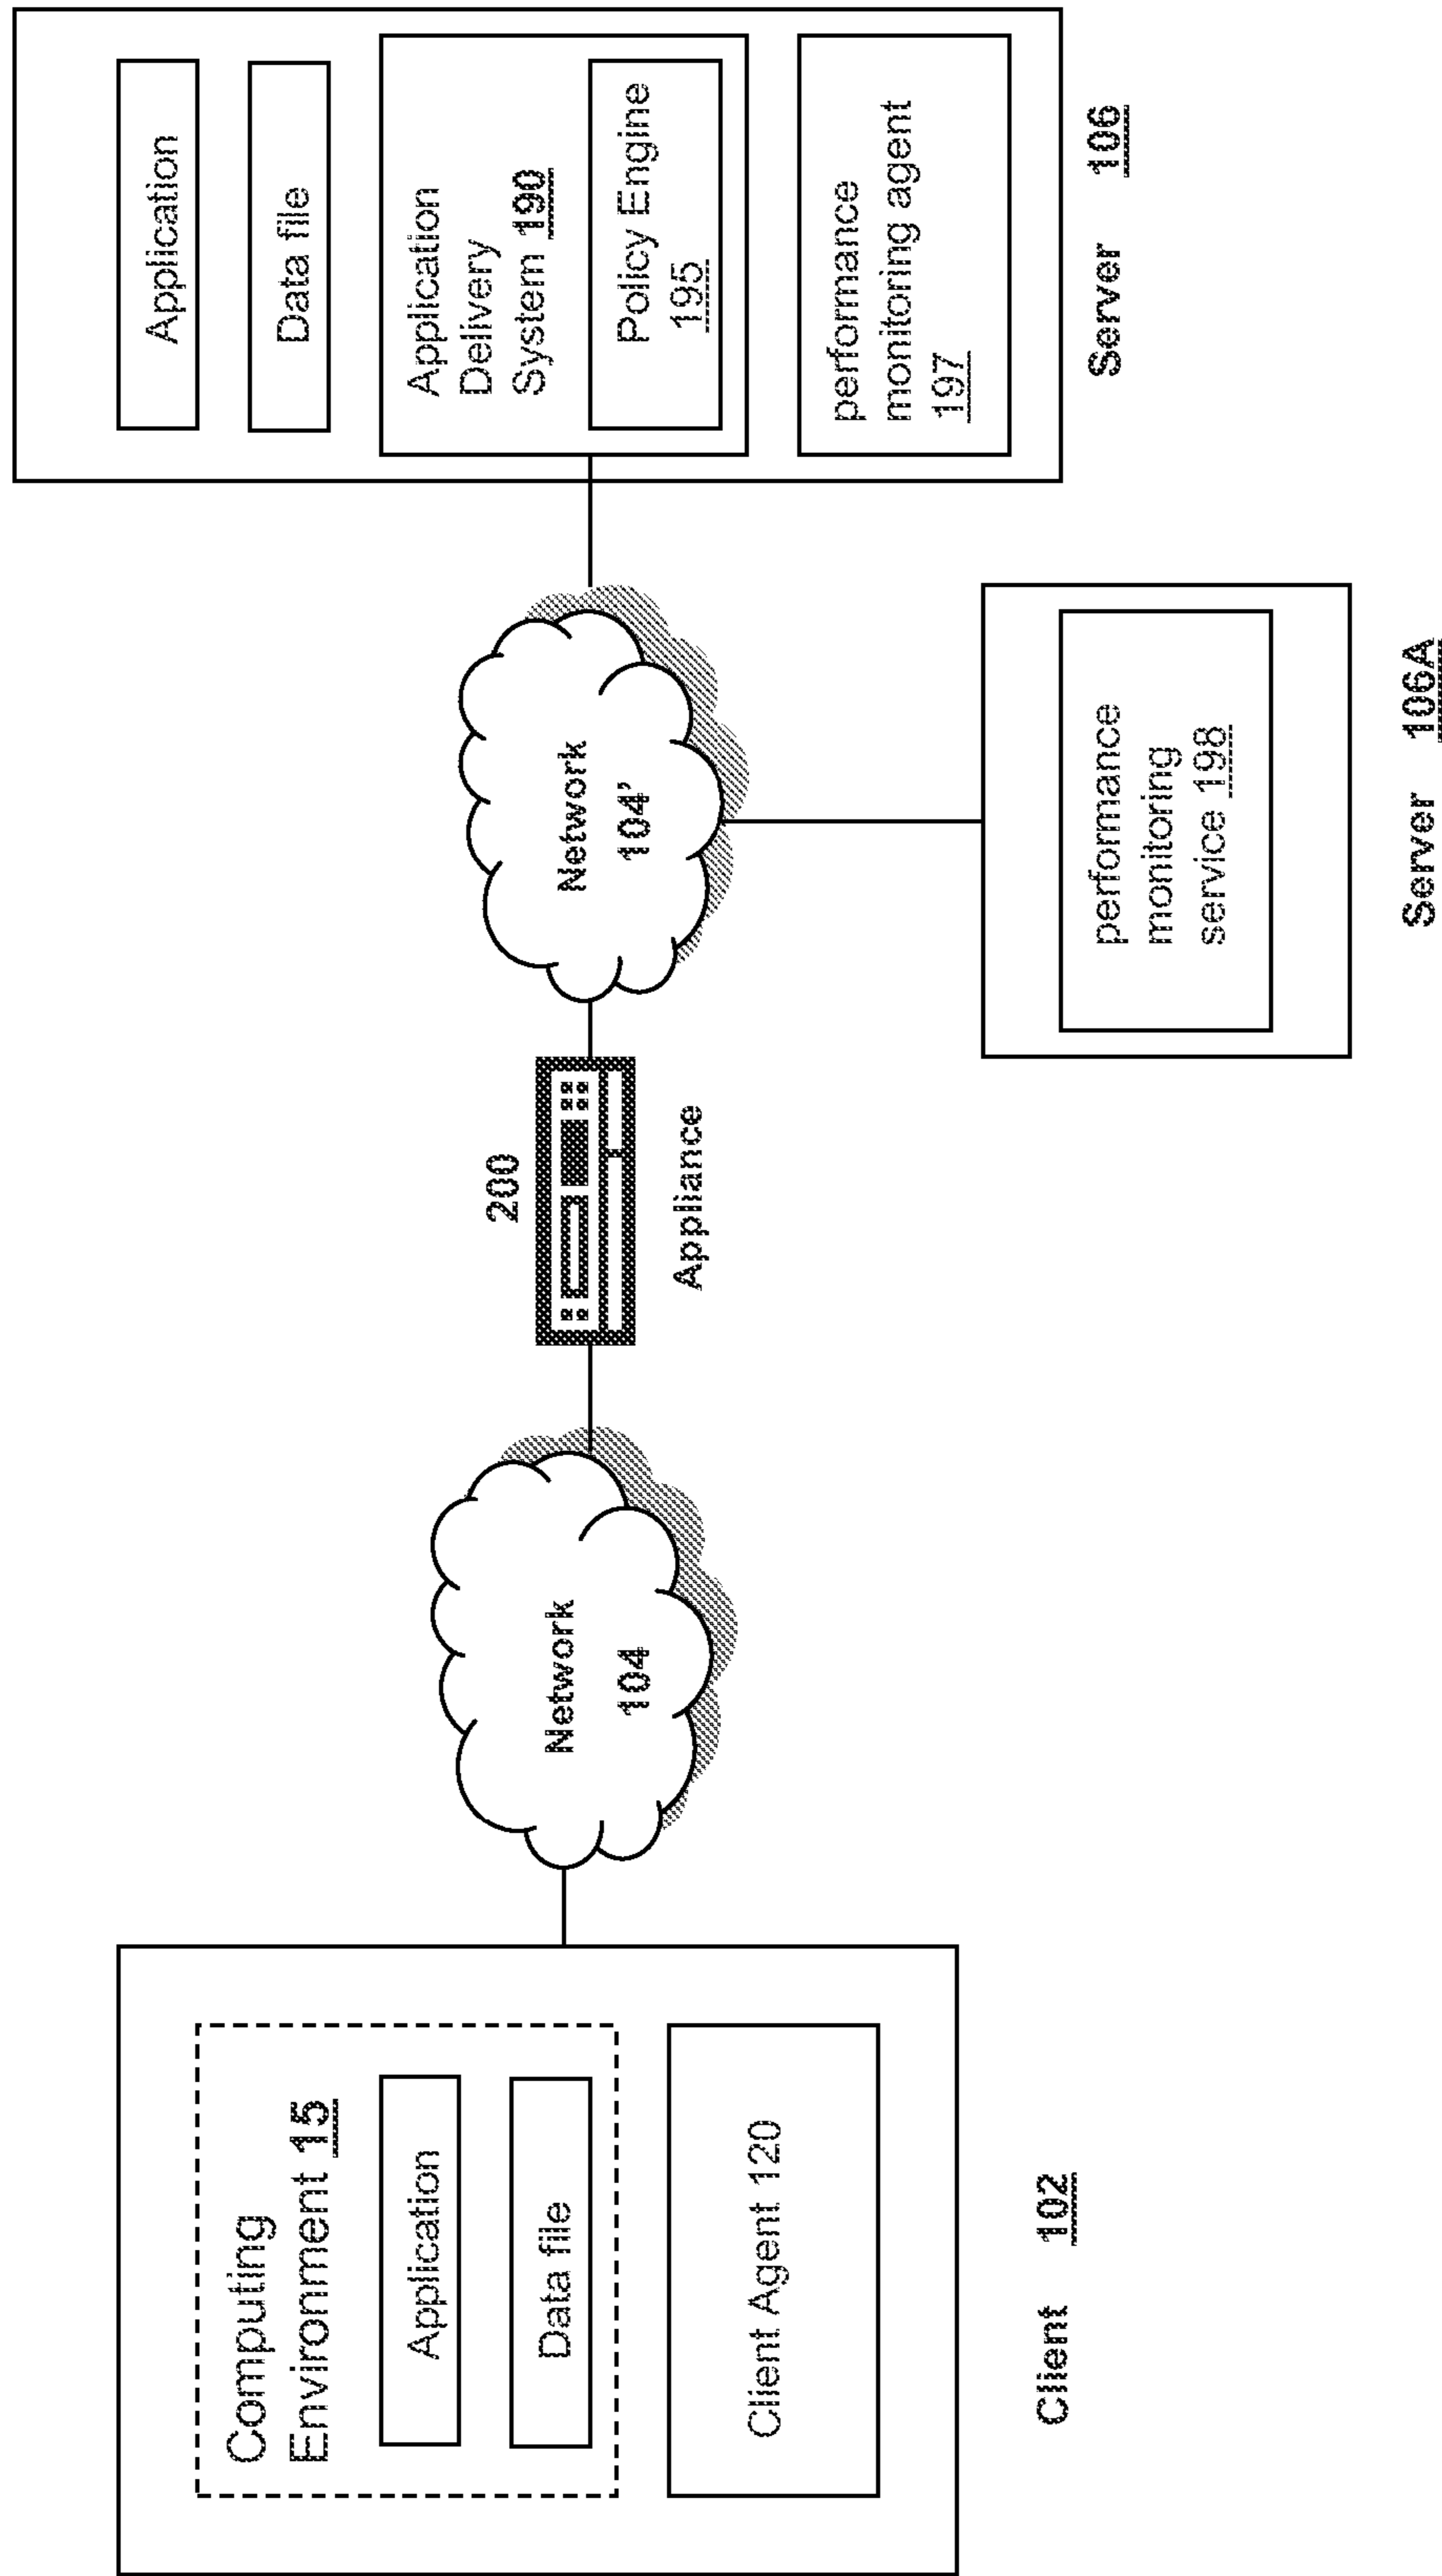 Computing
Environment 15
Application
Data file
Client Agent 120
Client 102
Network
104
200
Appliance
Network
104’
performance
monitoring
service 198
Server 106A
Application
Data file
Application
Delivery
System 190
Policy Engine
195
performance
monitoring agent
197
Server 106